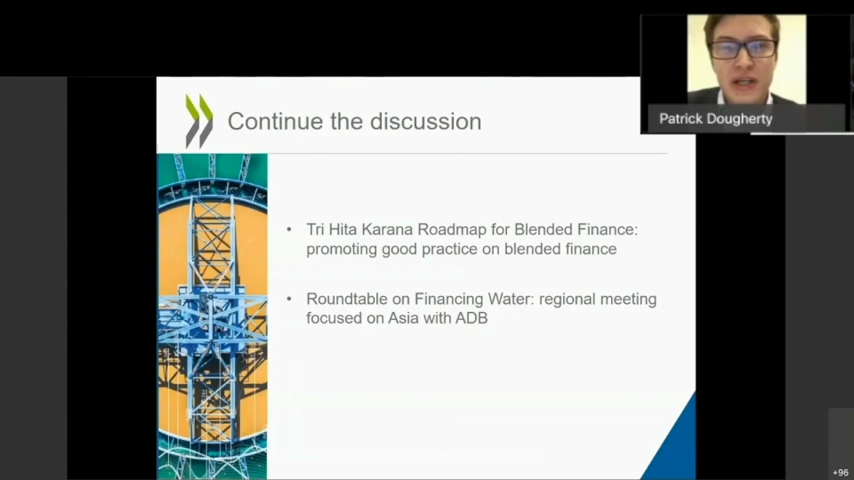 Patrick Dougherty
Continue the discussion
• Tri Hita Karana Roadmap for Blended Finance:
promoting good practice on blended finance
• Roundtable on Financing Water: regional meeting
focused on Asia with ADB
+96